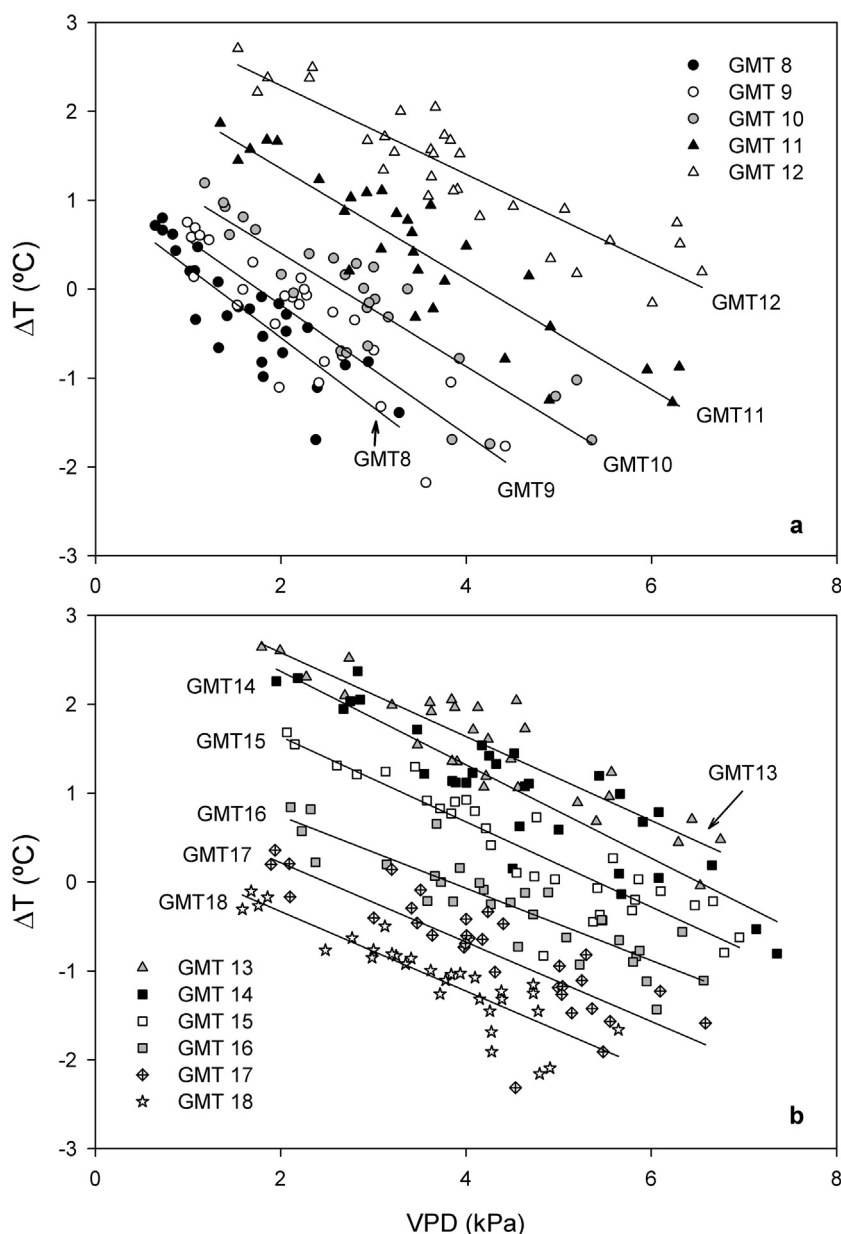 3
2
1
0
-1
-2
-3
ΔT (ºC)
GMT 8
GMT 9
GMT 10
GMT 11
GMT 12
GMT12
GMT11
GMT10
GMT9
GMT8
a
0
2
4
6
8
3
2
1
0
-1
-2
-3
ΔT (ºC)
GMT14
GMT15
GMT16
GMT17
GMT18
GMT13
GMT 13
GMT 14
GMT 15
GMT 16
GMT 17
GMT 18
b
0
2
4
6
8
VPD (kPa)